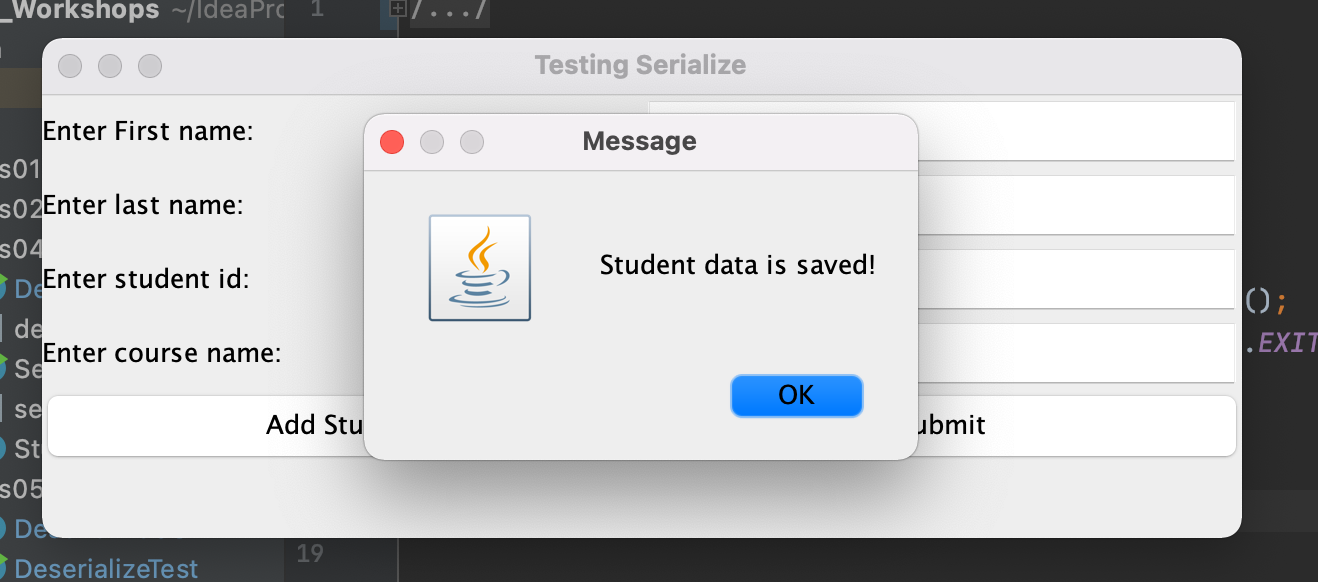 _Workshops ~/IdeaPro
1
/.../
Testing Serialize
Enter First name:
Message
s01
Enter last name:
s02
Student data is saved!
s04
Enter student id:
De
();
de
Enter course name:
.EXIT
Se
OK
se
Add Stu
ubmit
St
s05
De
19
DeserializeTest